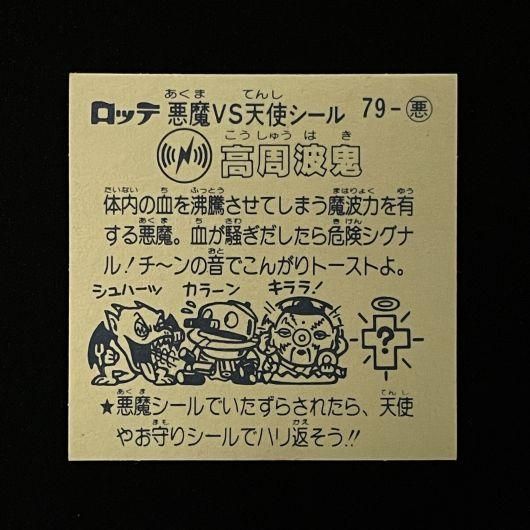 ロッテ 悪魔VS天使シール 79-悪
高周波鬼
体内の血を沸騰させてしまう魔波力を有
する悪魔。血が騒ぎだしたら危険シグナ
ル!チ〜ンの音でこんがりトーストよ。
シュハーツ カラーン キララ!
?
★悪魔シールでいたずらされたら、天使
やお守りシールでハリ返そう!!